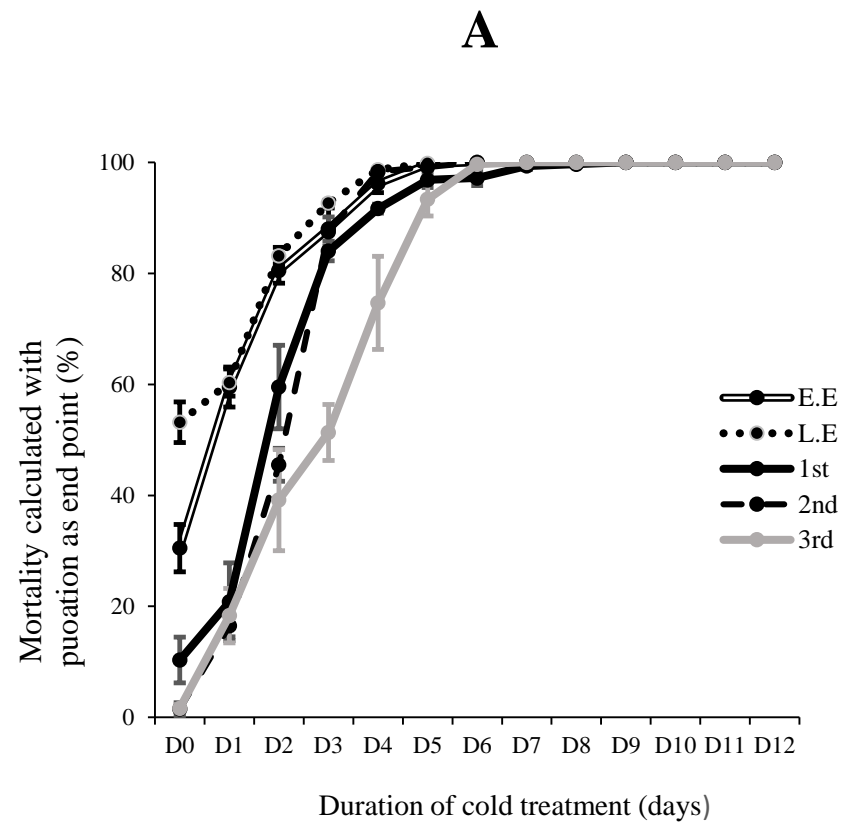 A
Mortality calculated with
puoation as end point (%)
100
80
60
40
20
0
E.E
L.E
1st
2nd
3rd
D0 D1 D2 D3 D4 D5 D6 D7 D8 D9 D10 D11 D12
Duration of cold treatment (days)